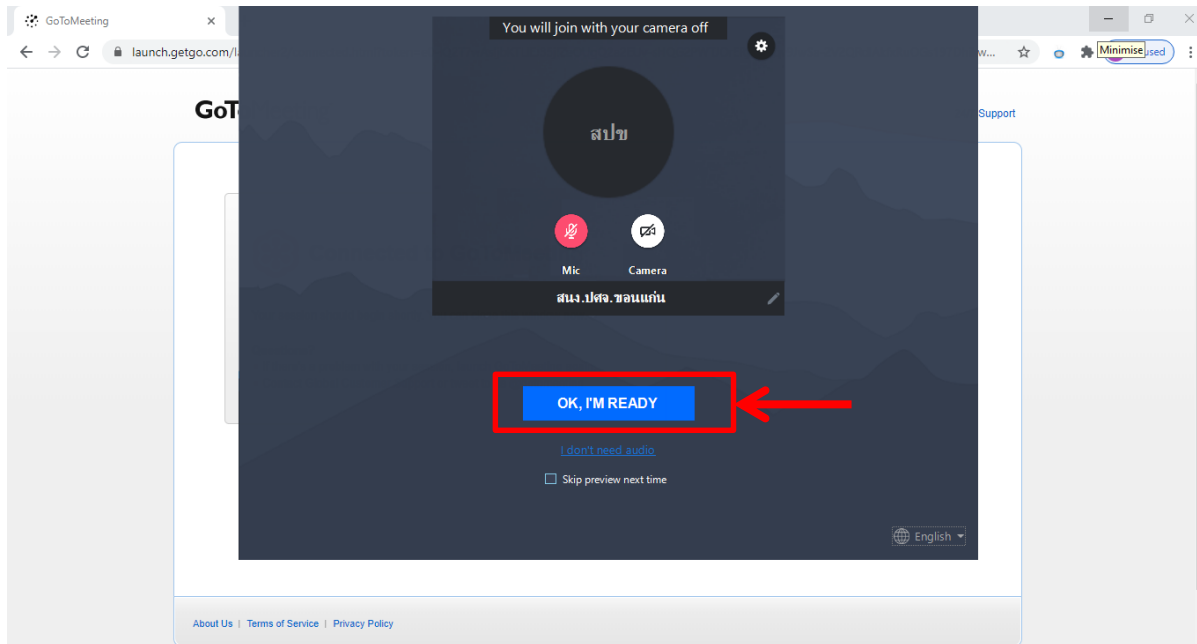 GoToMeeting
launch.getgo.com/l
Minimise
used
You will join with your camera off
GoT
Support
สปข
Mic
Camera
สนง.ปศจ.ขอนแก่น
OK, I'M READY
I don't need audio
Skip preview next time
English
About Us | Terms of Service | Privacy Policy